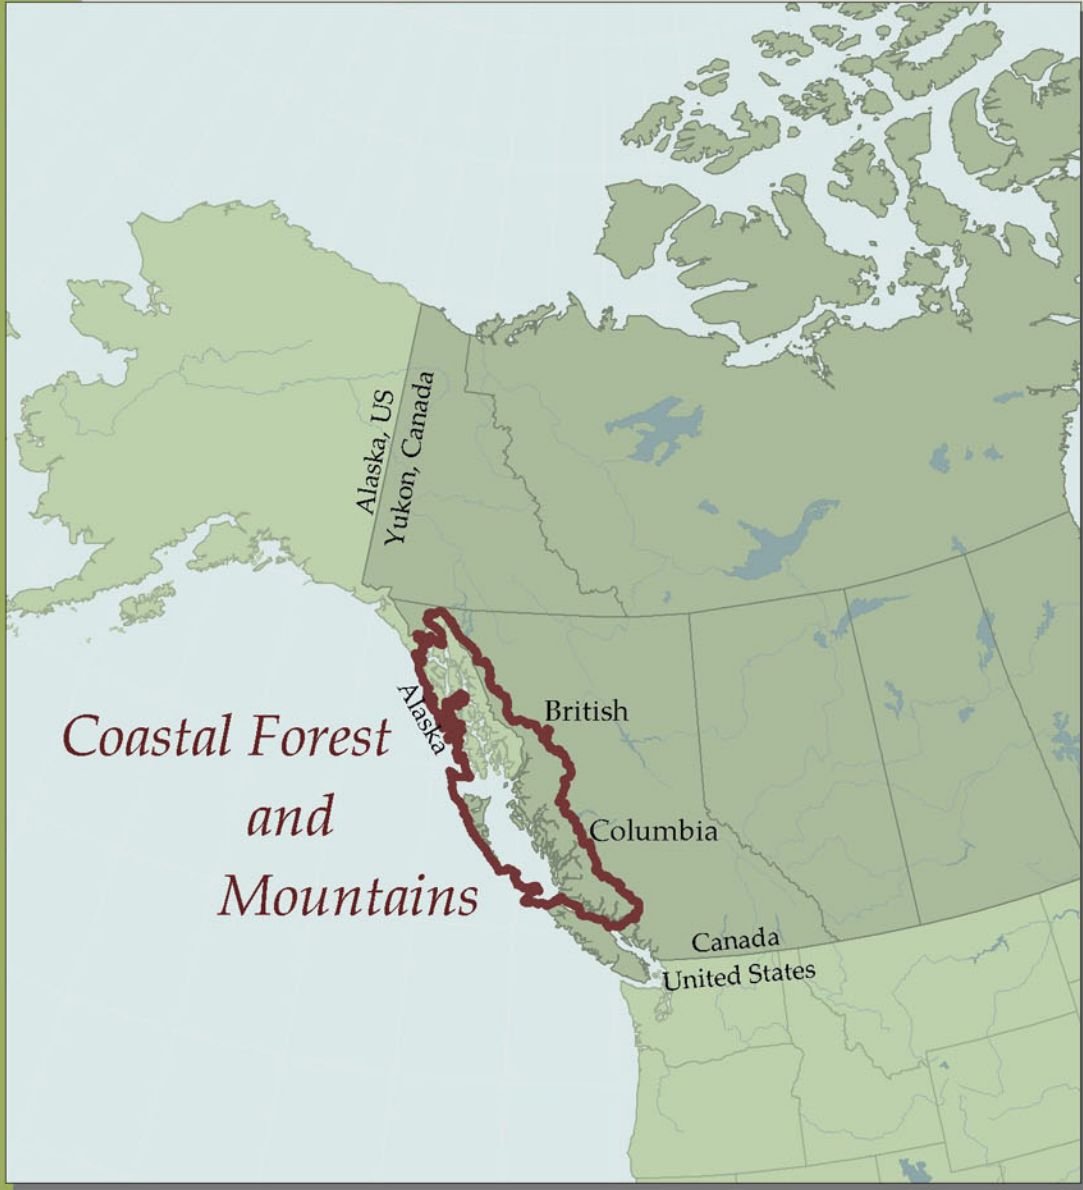 Alaska, US
Yukon, Canada
Alaska
British
Columbia
Coastal Forest
and
Mountains
Canada
United States